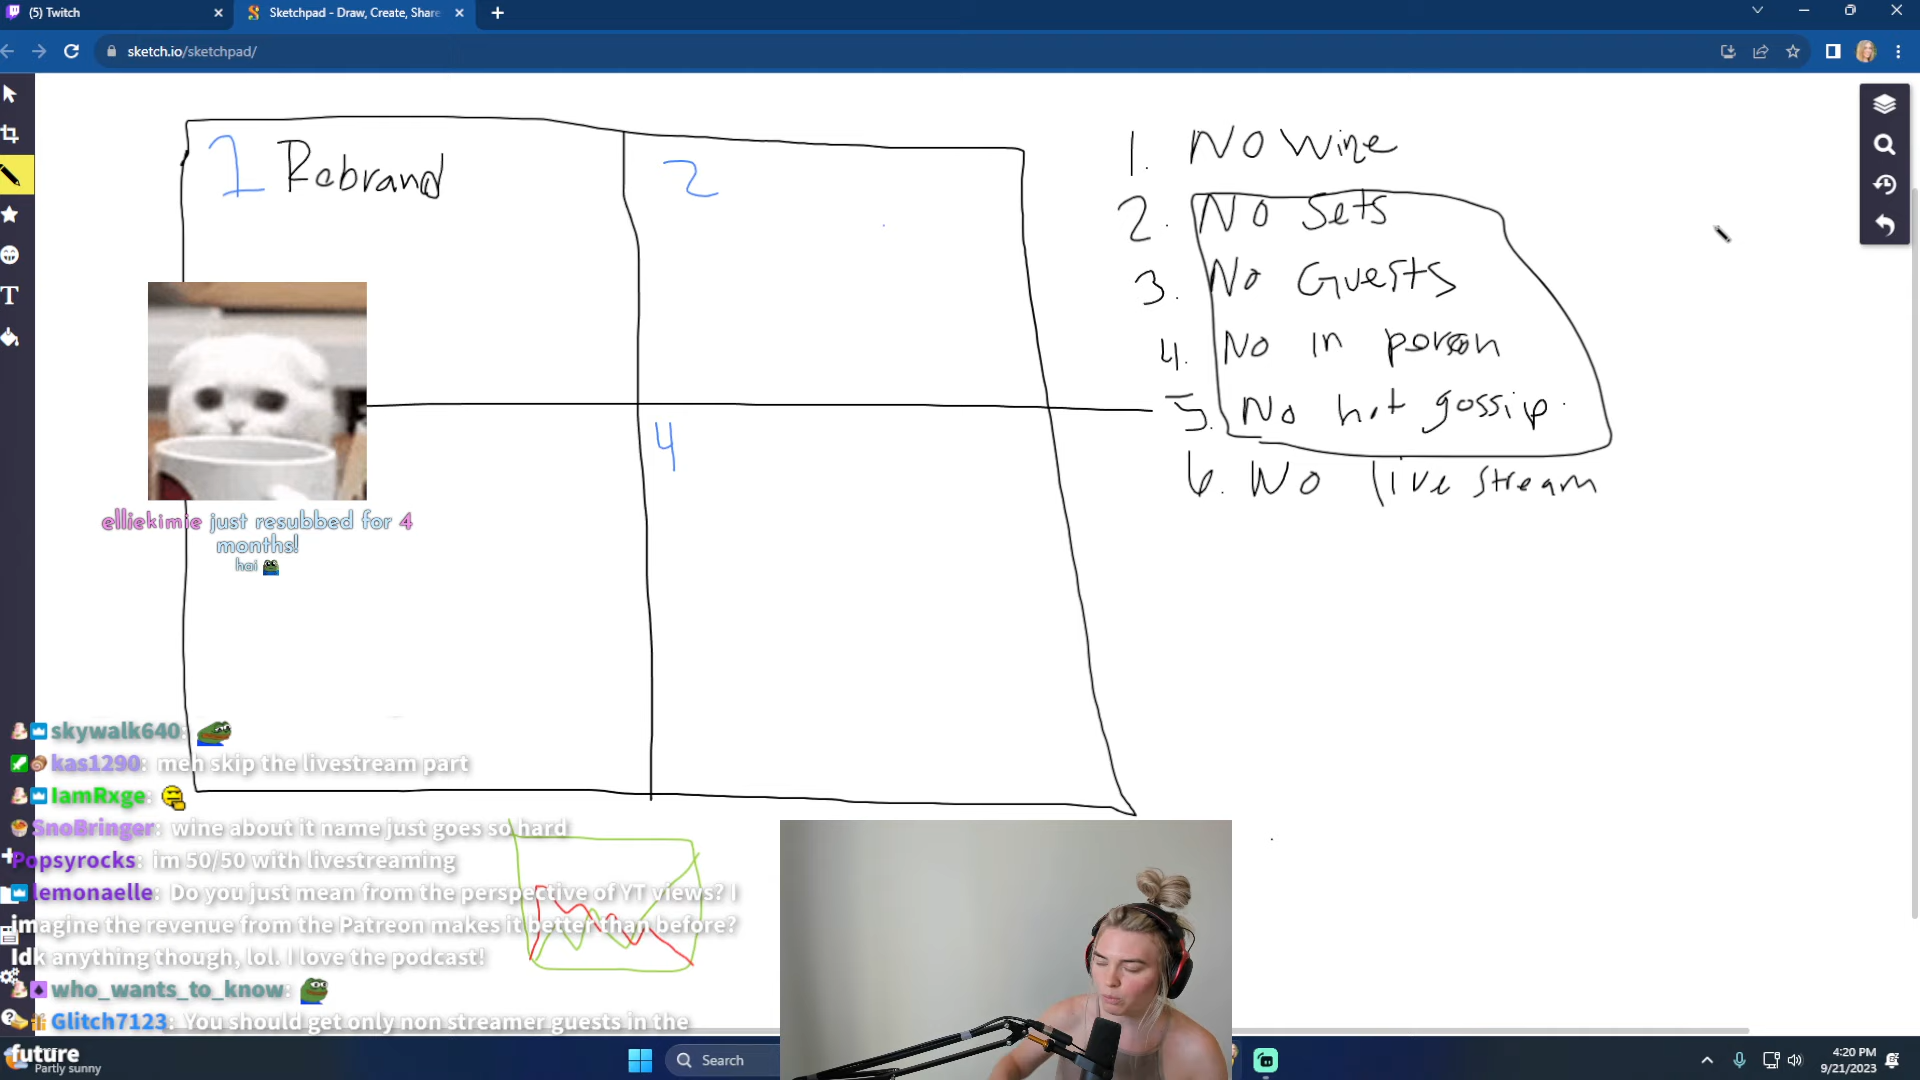 (5) Twitch
Sketchpad - Draw, Create, Share
sketch.io/sketchpad/
1 Rebrand
2
4
1. No Wine
2. No Sets
3. No Guests
4. No in person
5. No hot gossip
6. No live stream
T
elliekimie just resubbed for 4
months!
hai
skywalk640:
kas1290: meh skip the livestream part
IamRxge:
SnoBringer: wine about it name just goes so hard
Popsyrocks: im 50/50 with livestreaming
lemonaelle: Do you just mean from the perspective of YT views? I
imagine the revenue from the Patreon makes it better than before?
Idk anything though, lol. I love the podcast!
who_wants_to_know:
Glitch7123: You should get only non streamer guests in the
future
Partly sunny
Search
4:20 PM
9/21/2023